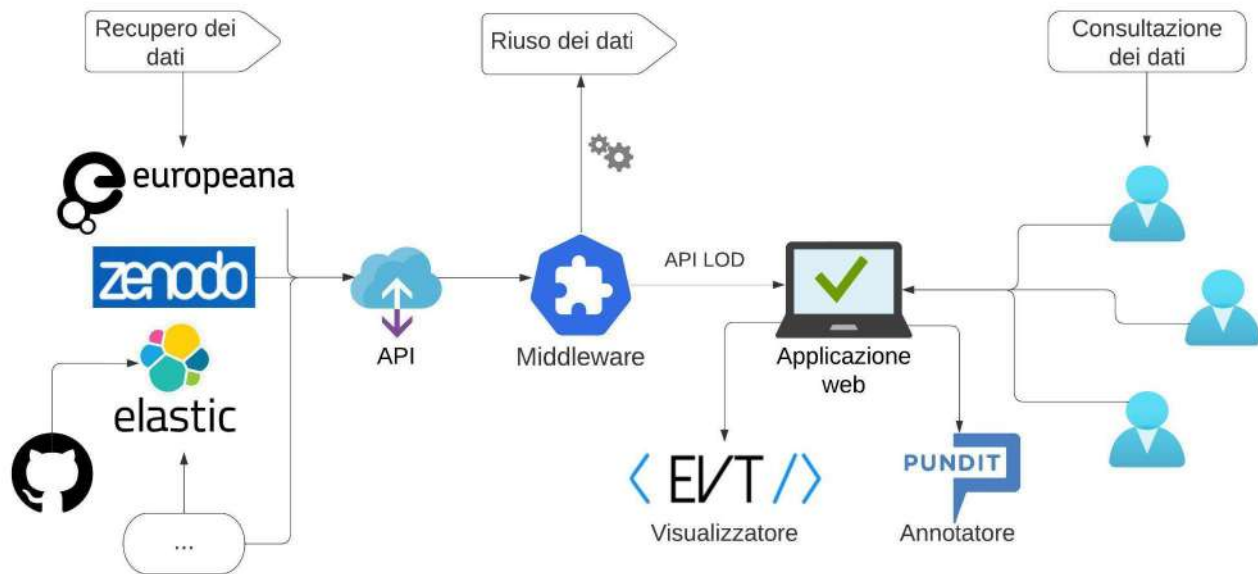 Recupero dei
dati
Riuso dei dati
Consultazione
dei dati
europeana
zenodo
API
Middleware
API LOD
Applicazione
web
elastic
...
< EVT />
Visualizzatore
PUNDIT
Annotatore